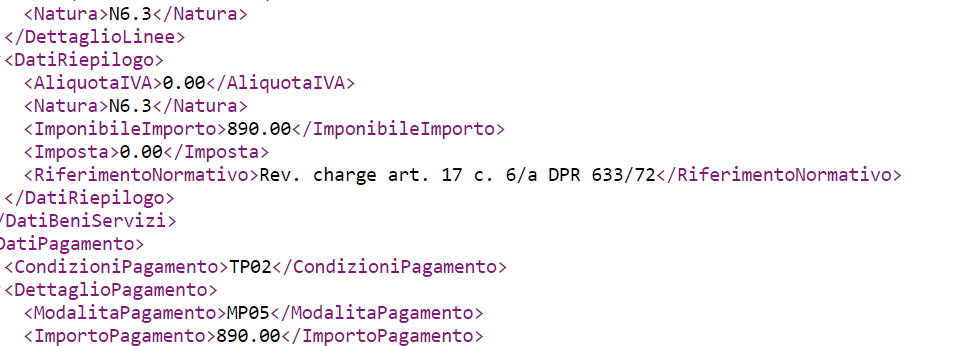 <Natura>N6.3</Natura>
</DettaglioLinee>
<DatiRiepilogo>
<AliquotaIVA>0.00</AliquotaIVA>
<Natura>N6.3</Natura>
<ImponibileImporto>890.00</ImponibileImporto>
<Imposta>0.00</Imposta>
<RiferimentoNormativo>Rev. charge art. 17 c. 6/a DPR 633/72</RiferimentoNormativo>
</DatiRiepilogo>
/DatiBeniServizi>
DatiPagamento>
<CondizioniPagamento>TP02</CondizioniPagamento>
<DettaglioPagamento>
<ModalitaPagamento>MP05</ModalitaPagamento>
<ImportoPagamento>890.00</ImportoPagamento>